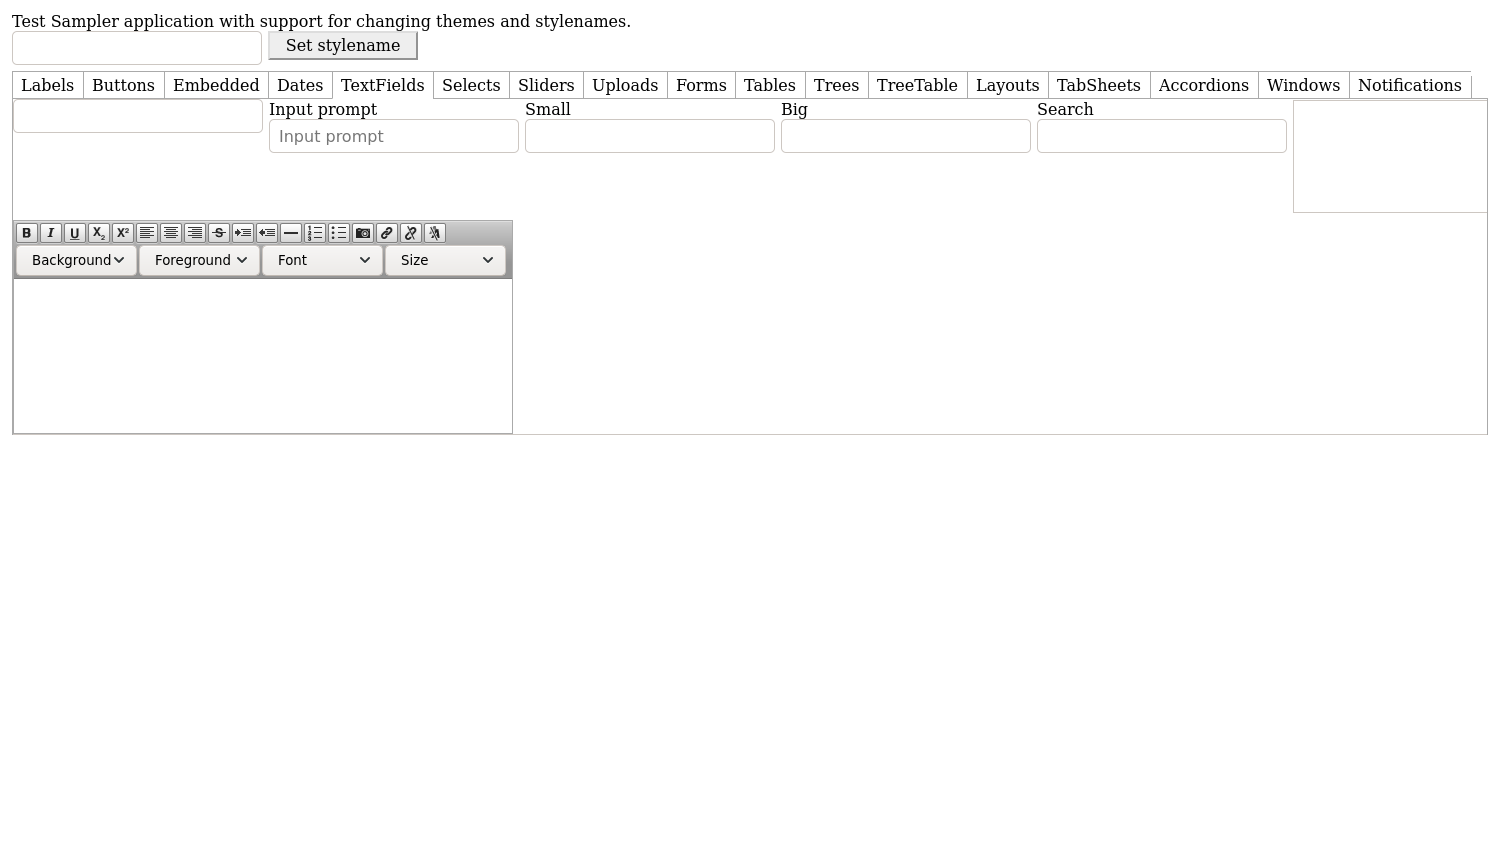 Test Sampler application with support for changing themes and stylenames.
Set stylename
Labels Buttons Embedded Dates TextFields Selects Sliders Uploads Forms Tables Trees TreeTable Layouts TabSheets Accordions Windows Notifications
Input prompt Small Big Search
Input prompt
B I U X₂ X² S
Background Foreground Font Size